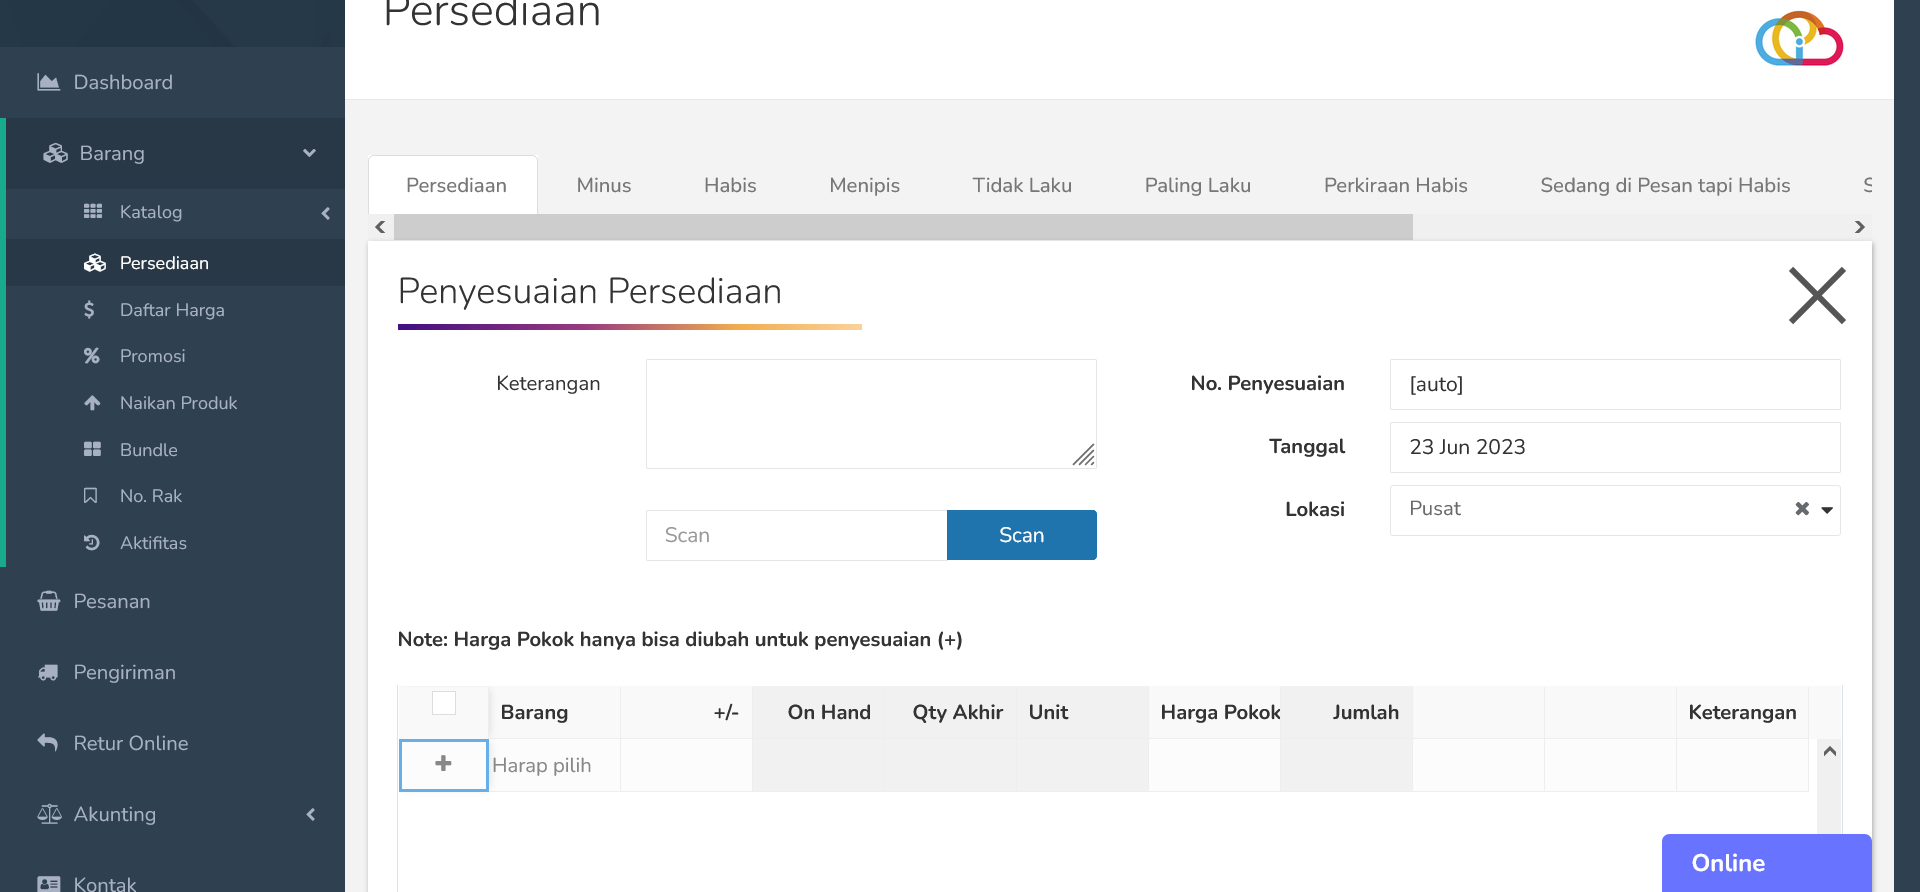 Persediaan
Dashboard
Barang
Katalog
Persediaan
Daftar Harga
Promosi
Naikan Produk
Bundle
No. Rak
Aktifitas
Pesanan
Pengiriman
Retur Online
Akunting
Kontak
Persediaan Minus Habis Menipis Tidak Laku Paling Laku Perkiraan Habis Sedang di Pesan tapi Habis S
Penyesuaian Persediaan
Keterangan
No. Penyesuaian [auto]
Tanggal 23 Jun 2023
Lokasi Pusat
Scan Scan
Note: Harga Pokok hanya bisa diubah untuk penyesuaian (+)
Barang +/- On Hand Qty Akhir Unit Harga Pokok Jumlah Keterangan
Harap pilih
Online